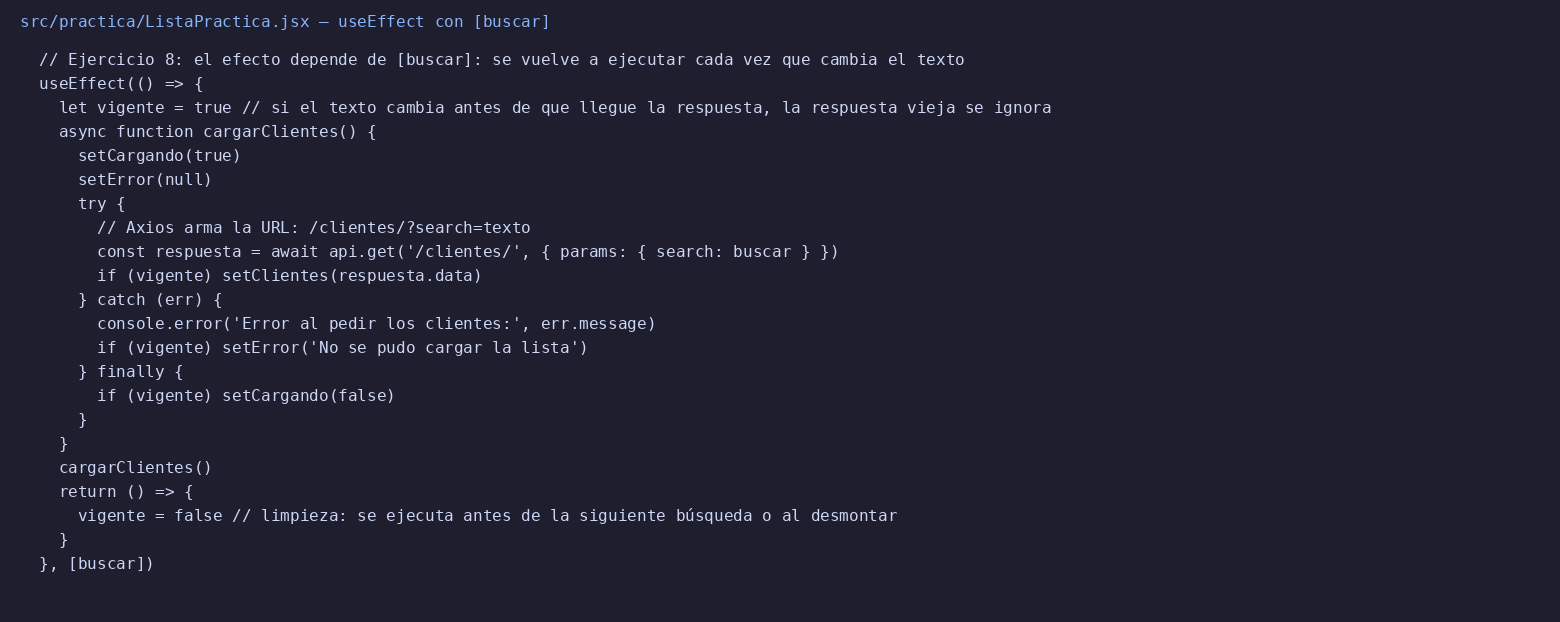 src/practica/ListaPractica.jsx — useEffect con [buscar]
// Ejercicio 8: el efecto depende de [buscar]: se vuelve a ejecutar cada vez que cambia el texto
useEffect(() => {
let vigente = true // si el texto cambia antes de que llegue la respuesta, la respuesta vieja se ignora
async function cargarClientes() {
setCargando(true)
setError(null)
try {
// Axios arma la URL: /clientes/?search=texto
const respuesta = await api.get('/clientes/', { params: { search: buscar } })
if (vigente) setClientes(respuesta.data)
} catch (err) {
console.error('Error al pedir los clientes:', err.message)
if (vigente) setError('No se pudo cargar la lista')
} finally {
if (vigente) setCargando(false)
}
}
cargarClientes()
return () => {
vigente = false // limpieza: se ejecuta antes de la siguiente búsqueda o al desmontar
}
}, [buscar])